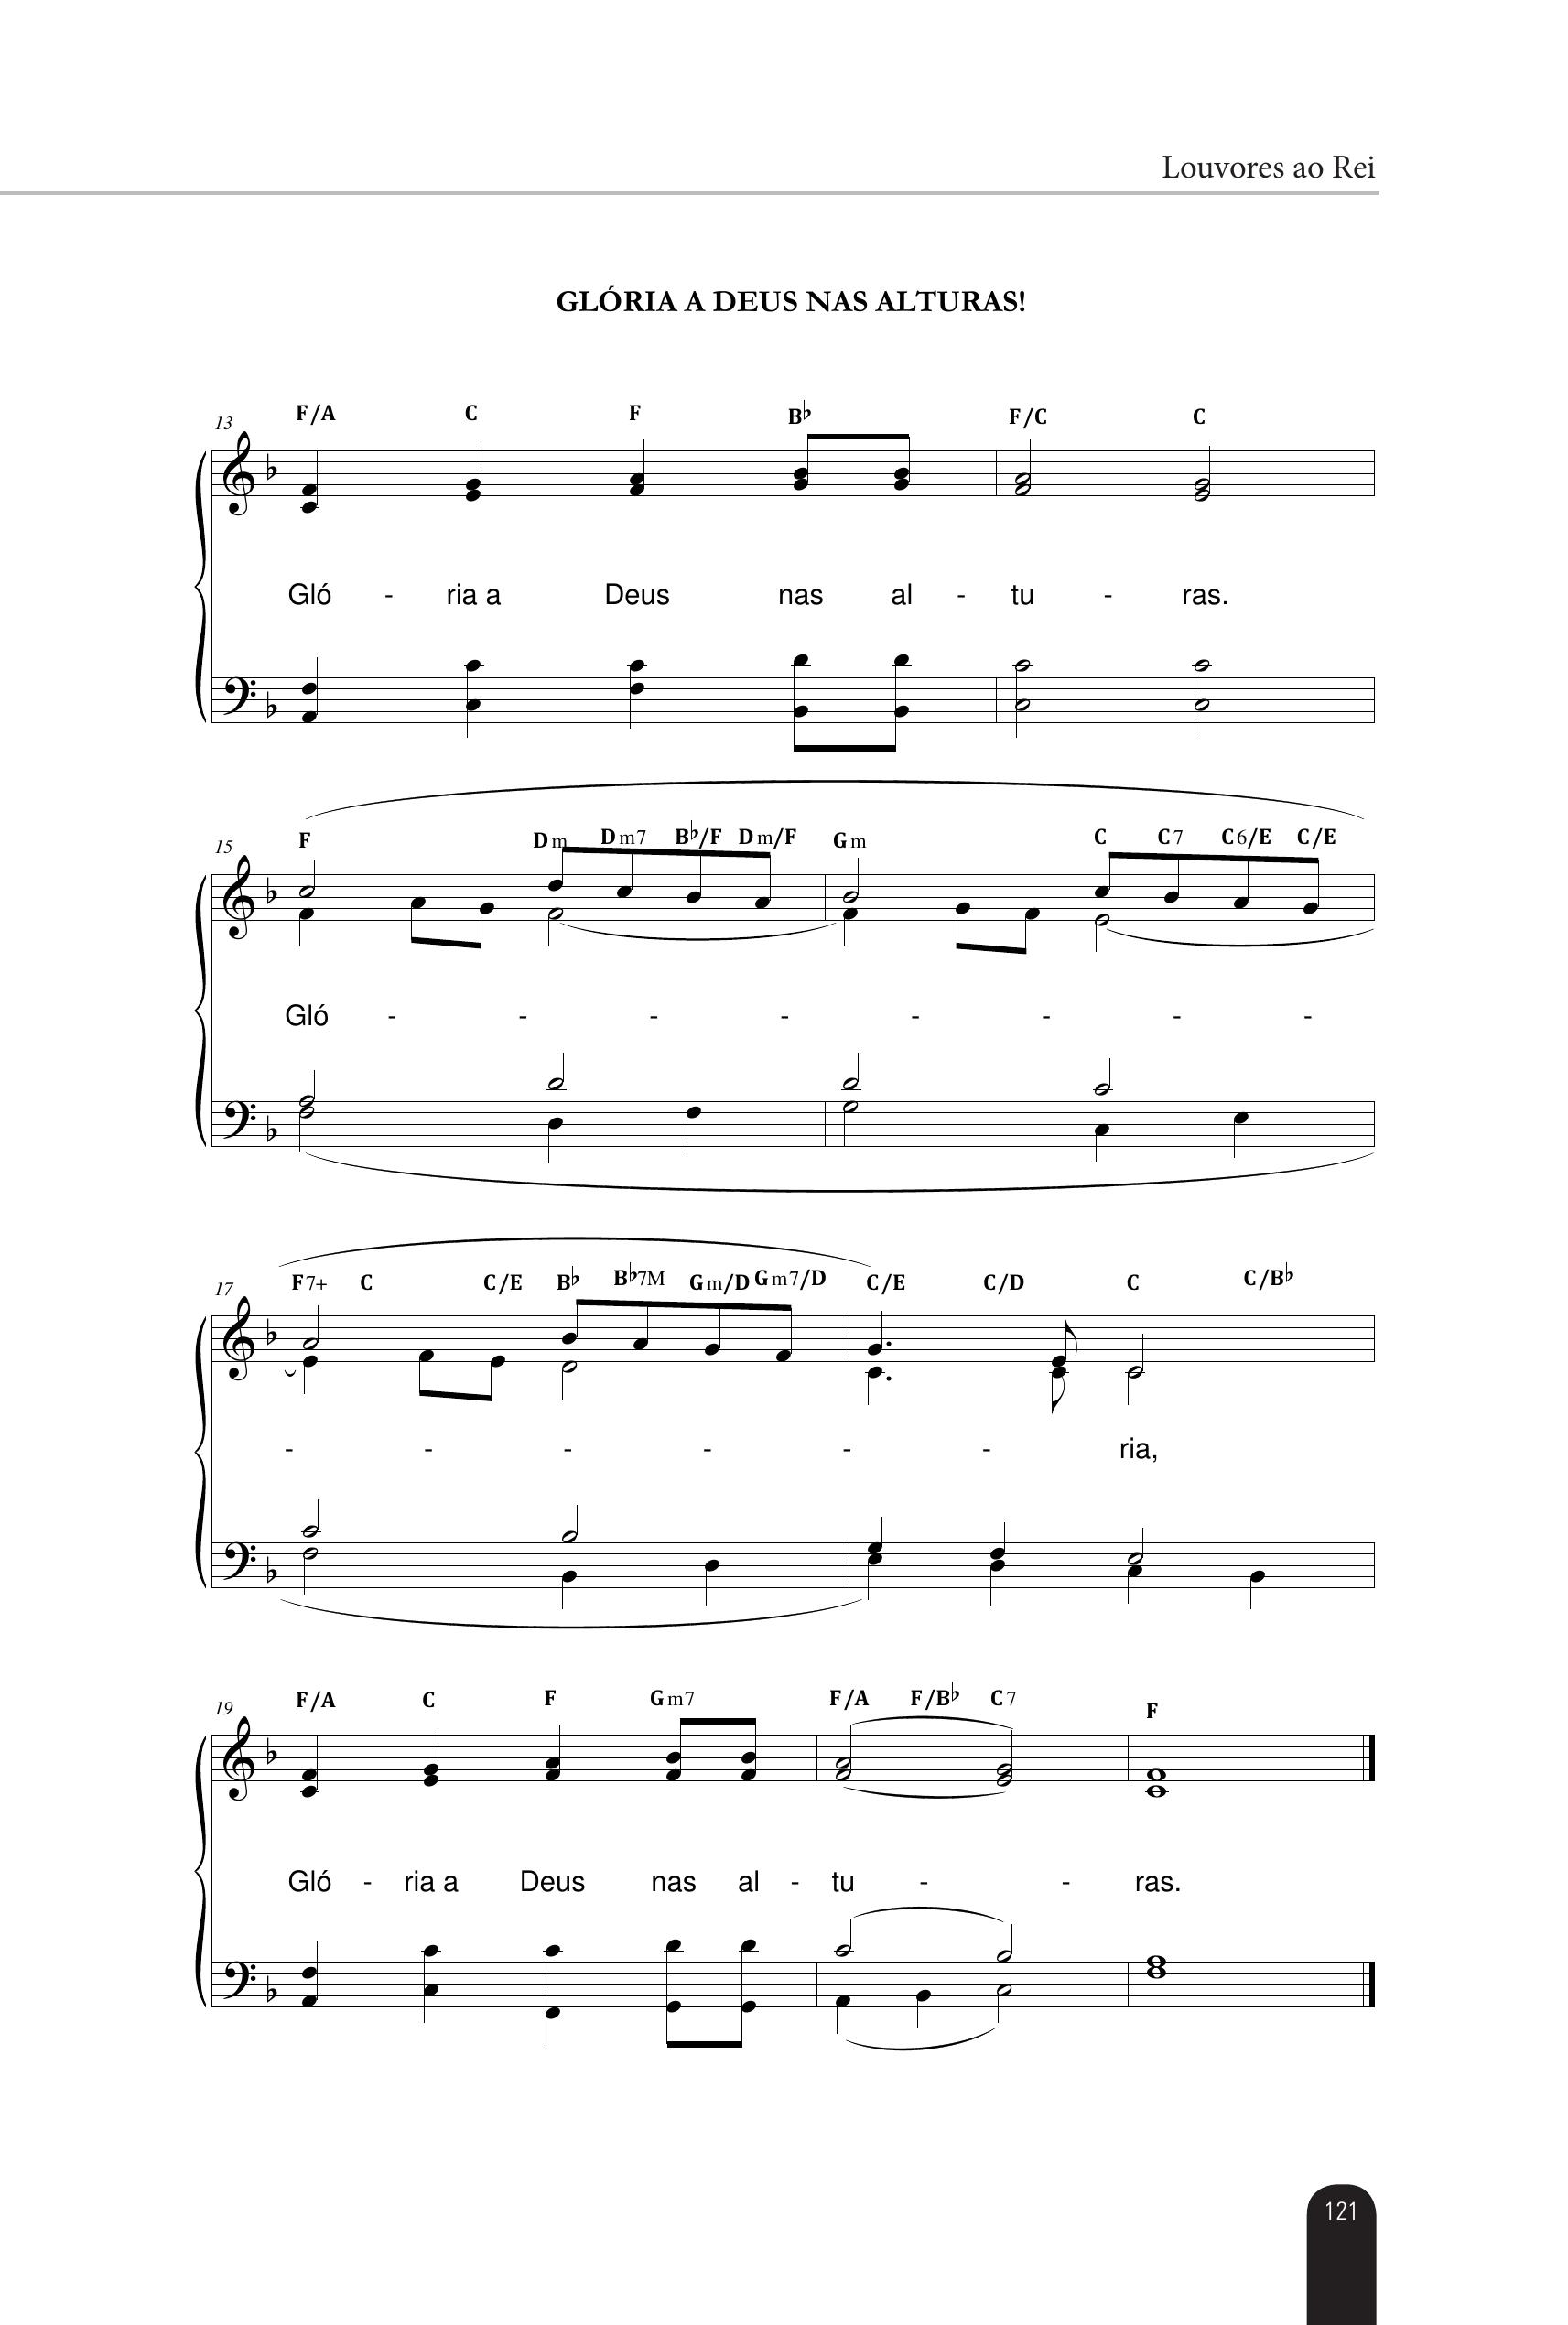 Louvores ao Rei
GLÓRIA A DEUS NAS ALTURAS!
13
F/A C F B♭ F/C C
Gló - ria a Deus nas al - tu - ras.
15
F Dm Dm7 B♭/F Dm/F Gm C C7 C6/E C/E
Gló - - - - - - - -
17
F7+ C C/E B♭ B♭7M Gm/D Gm7/D C/E C/D C C/B♭
- - - - - - ria,
19
F/A C F Gm7 F/A F/B♭ C7 F
Gló - ria a Deus nas al - tu - - ras.
121